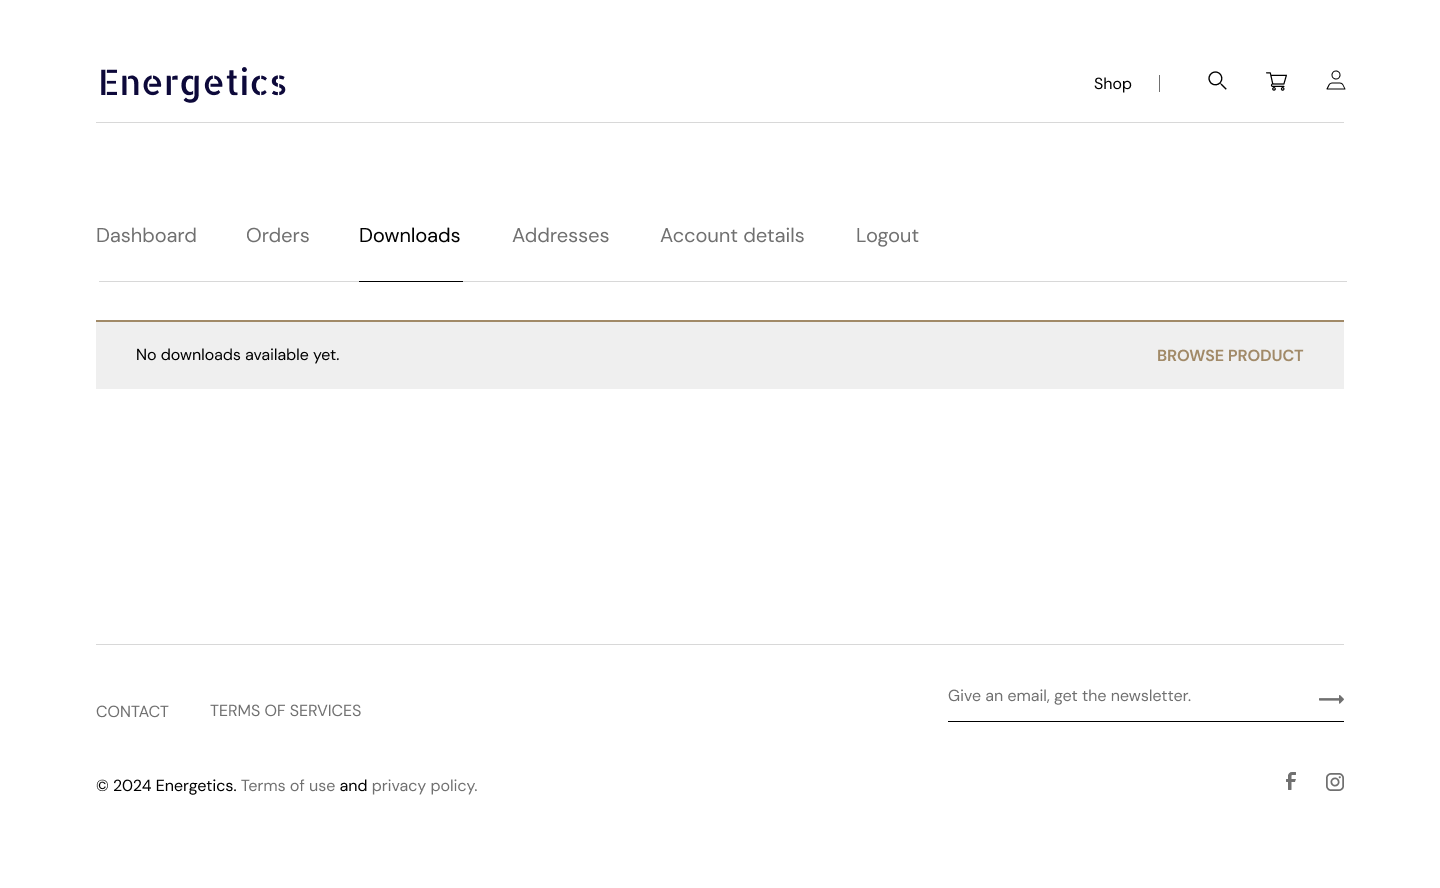 Energetics
Shop
Dashboard Orders Downloads Addresses Account details Logout
No downloads available yet. BROWSE PRODUCT
Give an email, get the newsletter.
CONTACT TERMS OF SERVICES
© 2024 Energetics. Terms of use and privacy policy.